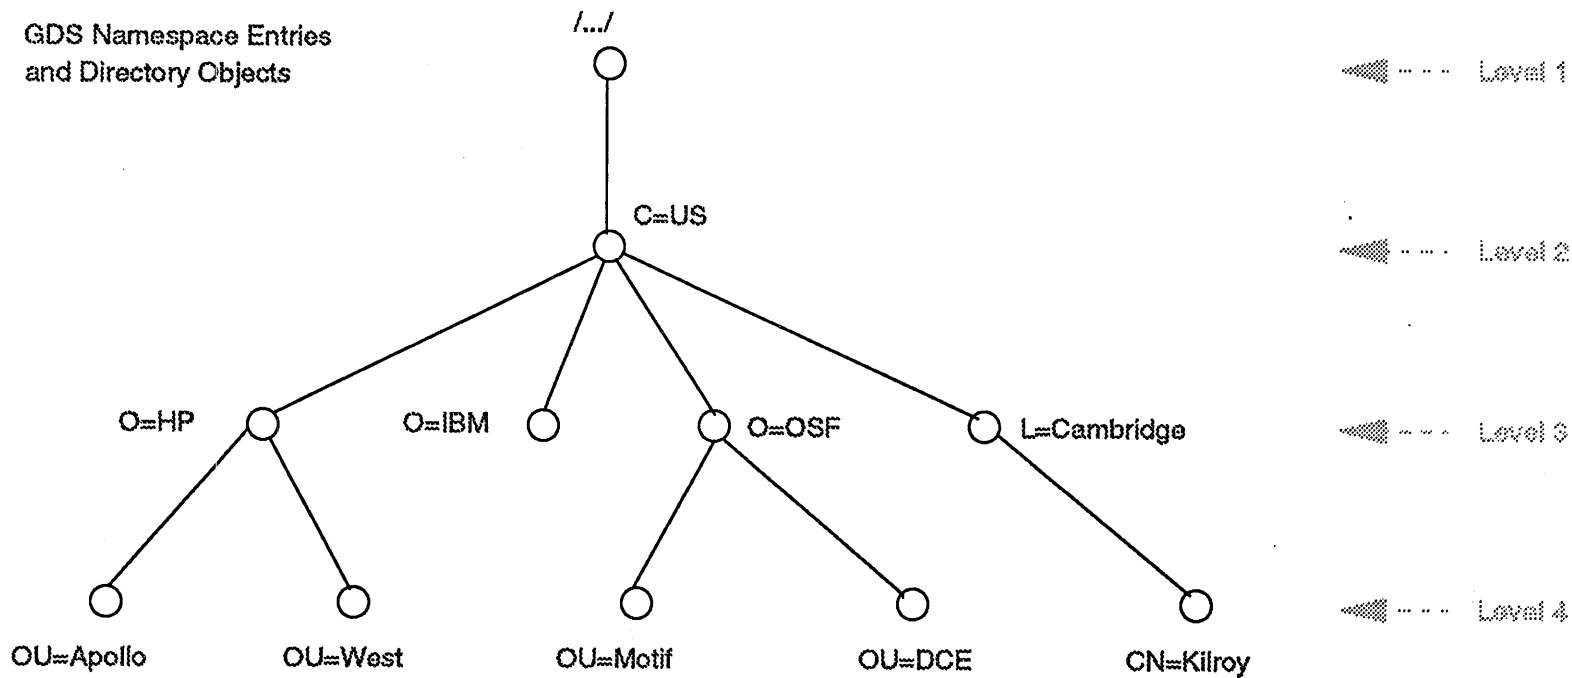 GDS Namespace Entries
and Directory Objects
/.../
Level 1
C=US
Level 2
O=HP
O=IBM
O=OSF
L=Cambridge
Level 3
Level 4
OU=Apollo
OU=West
OU=Motif
OU=DCE
CN=Kilroy